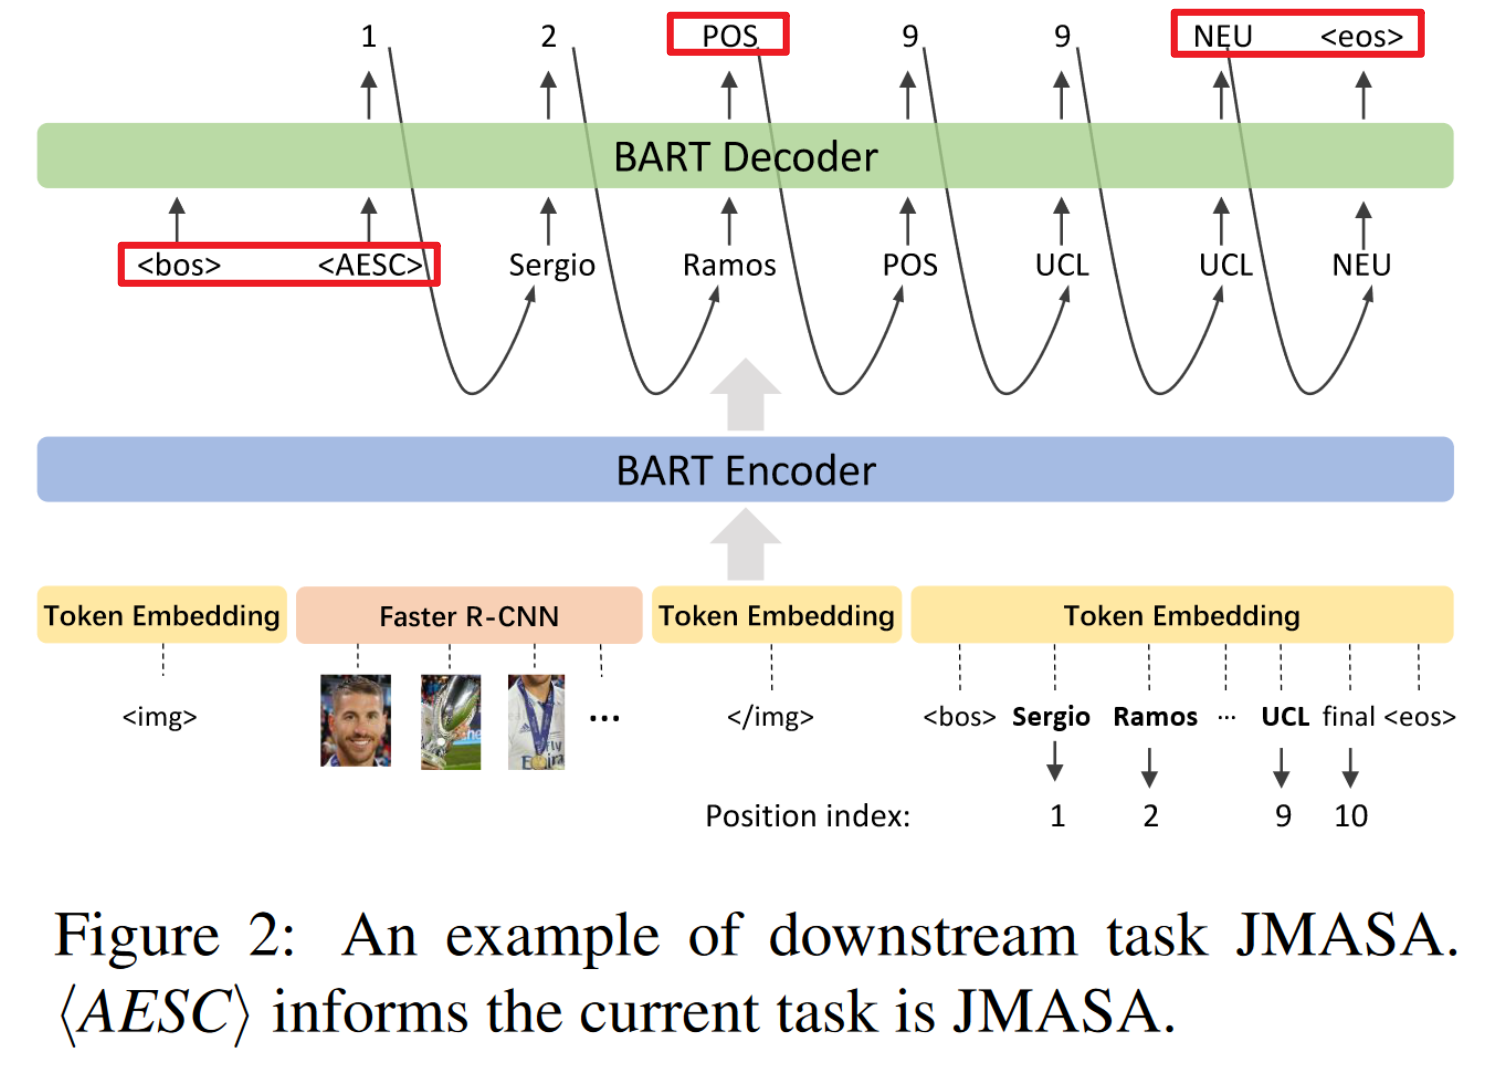 1 2 POS 9 9 NEU <eos>
BART Decoder
<bos> <AESC> Sergio Ramos POS UCL UCL NEU
BART Encoder
Token Embedding Faster R-CNN Token Embedding Token Embedding
<img> ... </img> <bos> Sergio Ramos ... UCL final <eos>
Position index: 1 2 9 10
Figure 2: An example of downstream task JMASA.
⟨AESC⟩ informs the current task is JMASA.